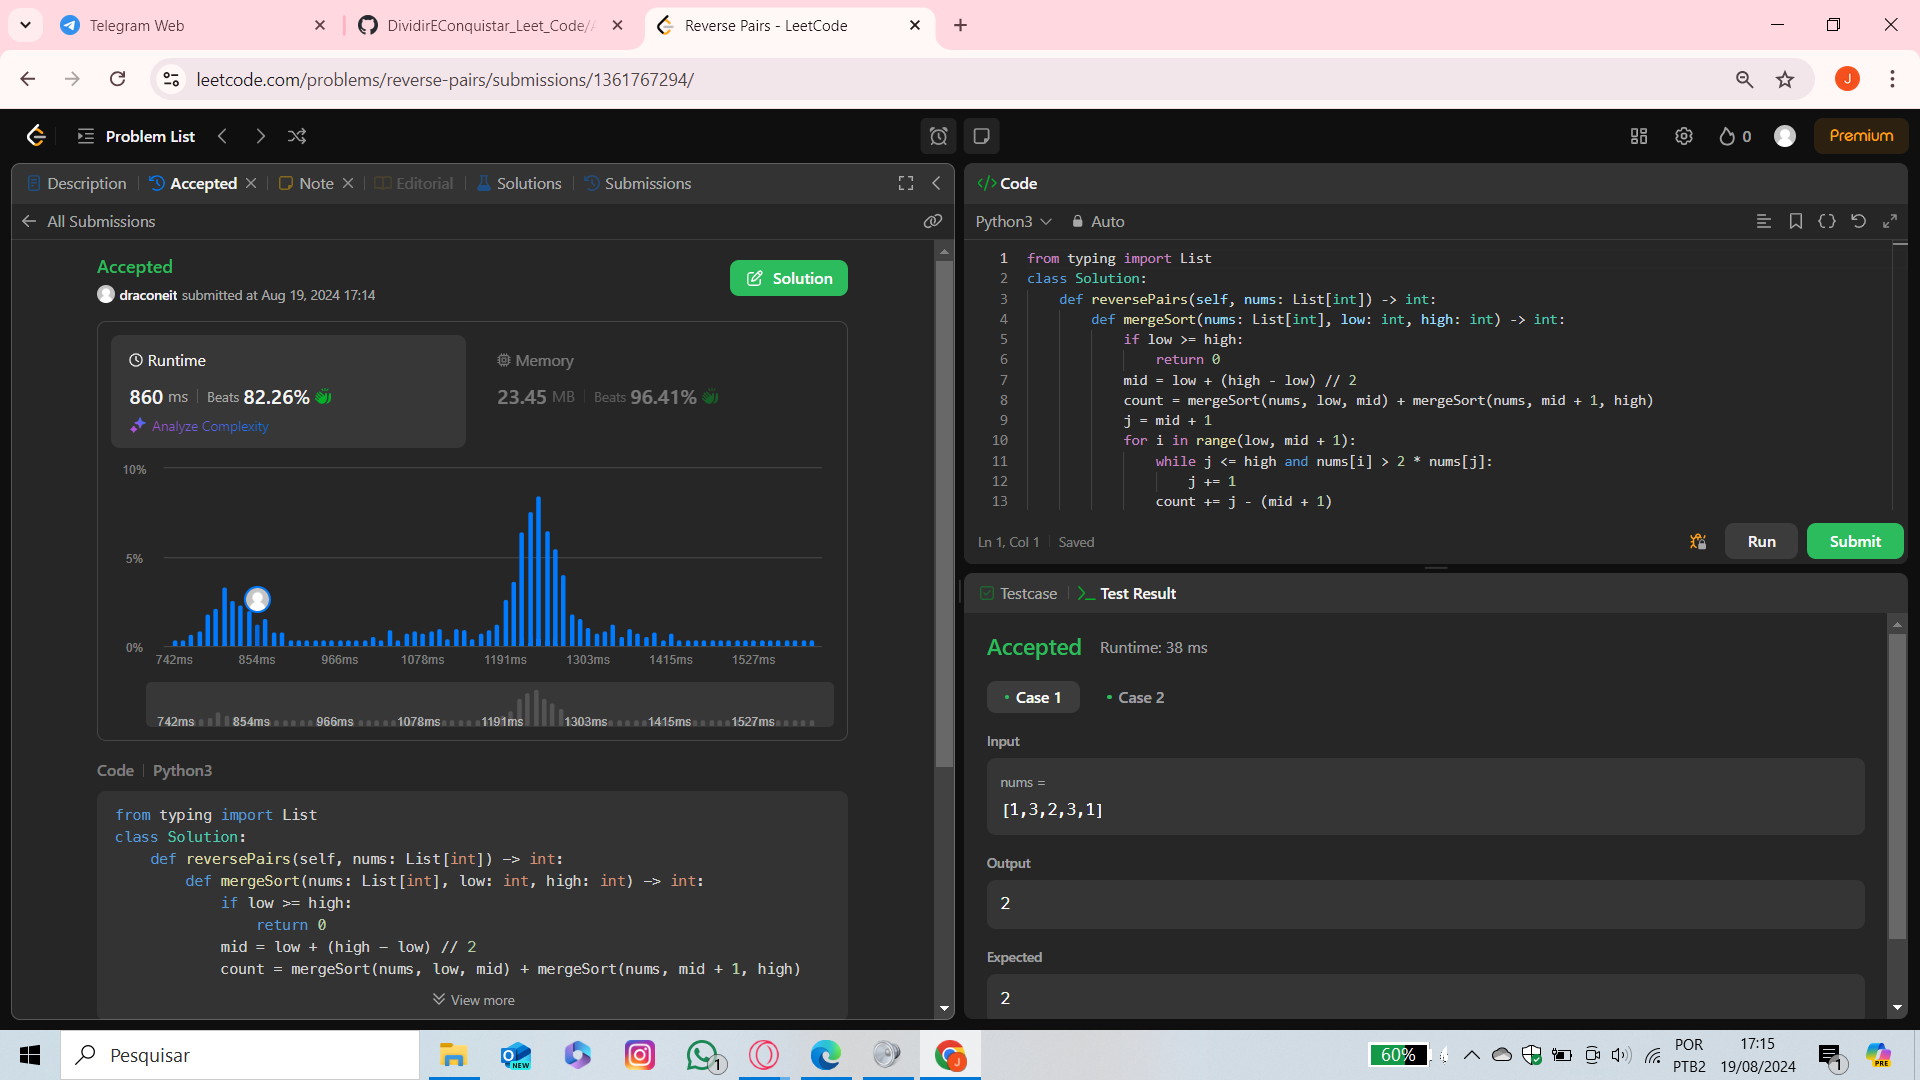 Telegram Web
DividirEConquistar_Leet_Code/
Reverse Pairs - LeetCode
leetcode.com/problems/reverse-pairs/submissions/1361767294/
J
Problem List
0
Premium
Description
Accepted
Note
Editorial
Solutions
Submissions
All Submissions
Accepted
draconeit submitted at Aug 19, 2024 17:14
Solution
Runtime
860 ms | Beats 82.26%
Analyze Complexity
Memory
23.45 MB | Beats 96.41%
10%
5%
0%
742ms 854ms 966ms 1078ms 1191ms 1303ms 1415ms 1527ms
742ms 854ms 966ms 1078ms 1191ms 1303ms 1415ms 1527ms
Code | Python3
from typing import List
class Solution:
def reversePairs(self, nums: List[int]) -> int:
def mergeSort(nums: List[int], low: int, high: int) -> int:
if low >= high:
return 0
mid = low + (high - low) // 2
count = mergeSort(nums, low, mid) + mergeSort(nums, mid + 1, high)
View more
</> Code
Python3
Auto
1 from typing import List
2 class Solution:
3 def reversePairs(self, nums: List[int]) -> int:
4 def mergeSort(nums: List[int], low: int, high: int) -> int:
5 if low >= high:
6 return 0
7 mid = low + (high - low) // 2
8 count = mergeSort(nums, low, mid) + mergeSort(nums, mid + 1, high)
9 j = mid + 1
10 for i in range(low, mid + 1):
11 while j <= high and nums[i] > 2 * nums[j]:
12 j += 1
13 count += j - (mid + 1)
Ln 1, Col 1 | Saved
Run
Submit
Testcase
Test Result
Accepted Runtime: 38 ms
• Case 1
• Case 2
Input
nums =
[1,3,2,3,1]
Output
2
Expected
2
Pesquisar
NEW
1
J
60%
POR
PTB2
17:15
19/08/2024
1
PRE